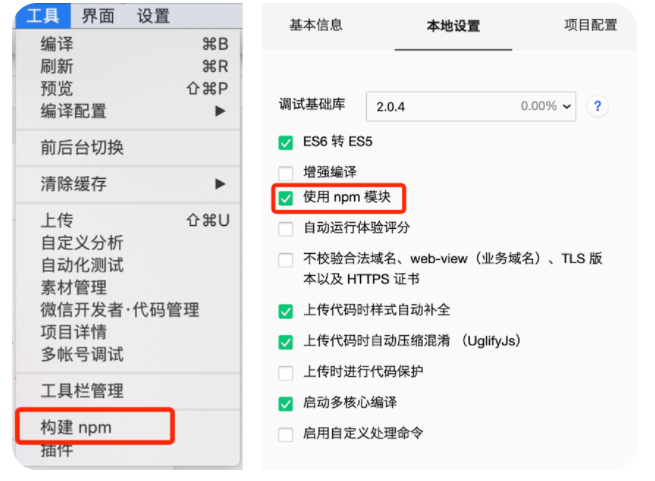 工具 界面 设置
编译 ⌘B
刷新 ⌘R
预览 ⇧⌘P
编译配置 ▶
前后台切换
清除缓存 ▶
上传 ⇧⌘U
自定义分析
自动化测试
素材管理
微信开发者·代码管理
项目详情
多帐号调试
工具栏管理
构建 npm
插件
基本信息 本地设置 项目配置
调试基础库 2.0.4 0.00% ?
ES6 转 ES5
增强编译
使用 npm 模块
自动运行体验评分
不校验合法域名、web-view（业务域名）、TLS 版
本以及 HTTPS 证书
上传代码时样式自动补全
上传代码时自动压缩混淆 （UglifyJs）
上传时进行代码保护
启动多核心编译
启用自定义处理命令